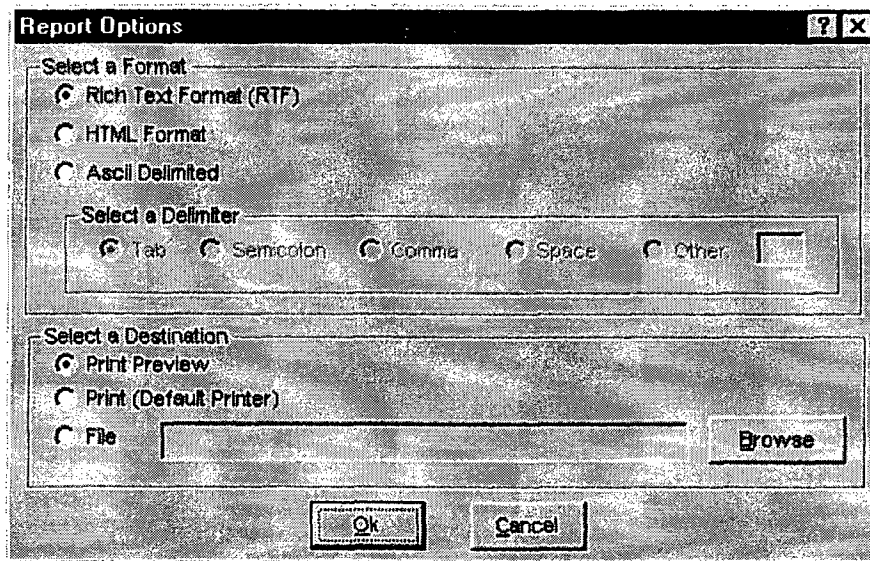 Report Options
Select a Format
Rich Text Format (RTF)
HTML Format
Ascii Delimited
Select a Delimiter
Tab Semicolon Comma Space Other
Select a Destination
Print Preview
Print (Default Printer)
File Browse
Ok Cancel